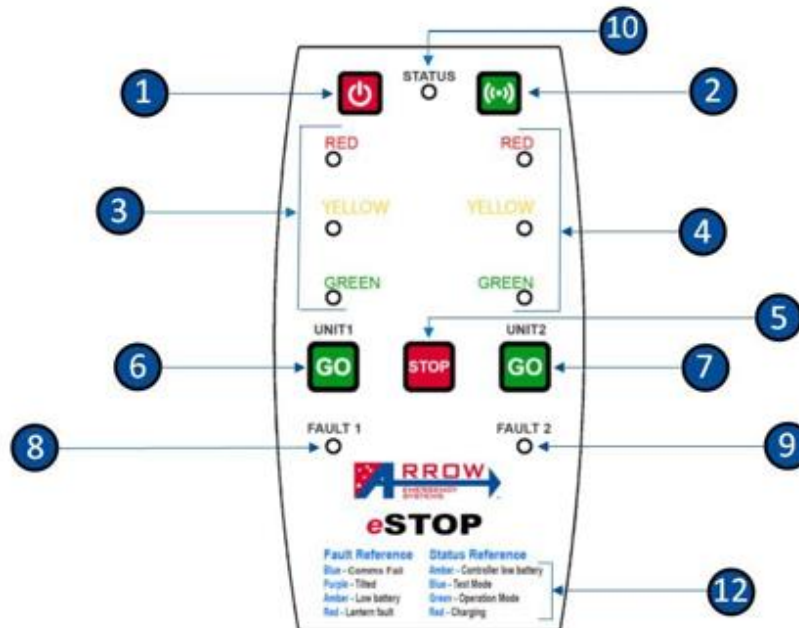 10
STATUS
1
2
RED RED
3
YELLOW YELLOW
4
GREEN GREEN
5
UNIT1 UNIT2
6
GO STOP GO
7
FAULT 1 FAULT 2
8
9
ARROW
EMERGENCY
SYSTEMS
eSTOP
Fault Reference Status Reference
Blue - Comms Fail Amber - Controller low battery
Purple - Tilted Blue - Test Mode
Amber - Low battery Green - Operation Mode
Red - Lantern fault Red - Charging
12